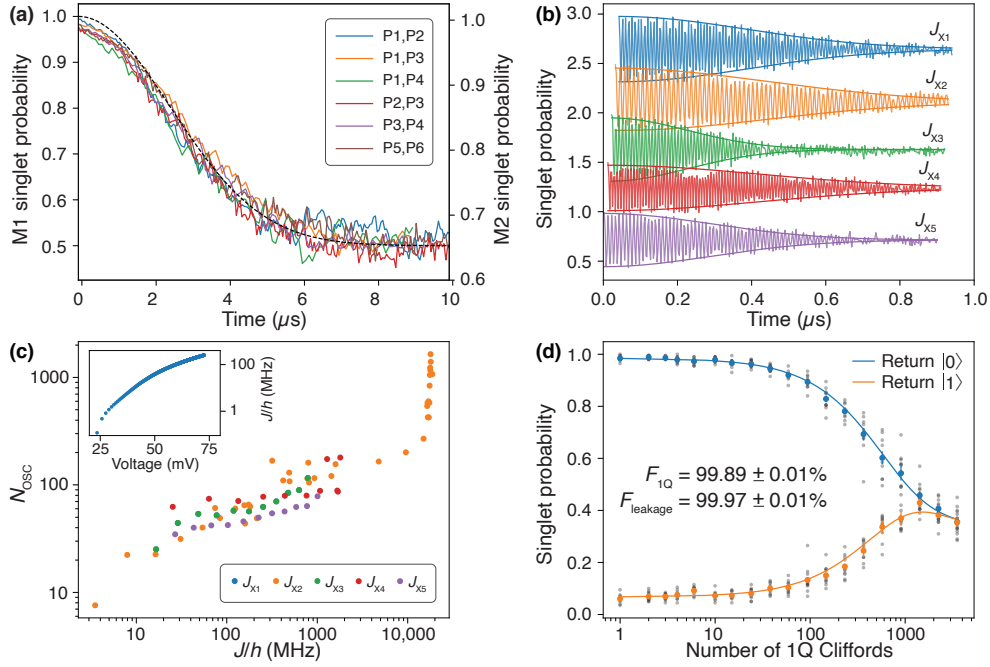 (a)
M1 singlet probability
1.0
0.9
0.8
0.7
0.6
0.5
0
2
4
6
8
10
Time (µs)
1.0
0.9
0.8
0.7
0.6
M2 singlet probability
P1,P2
P1,P3
P1,P4
P2,P3
P3,P4
P5,P6
(b)
Singlet probability
3.0
2.5
2.0
1.5
1.0
0.5
0.0
0.2
0.4
0.6
0.8
1.0
Time (µs)
J_X1
J_X2
J_X3
J_X4
J_X5
(c)
N_OSC
1000
100
10
10
100
1000
10,000
J/h (MHz)
100
1
J/h (MHz)
25
50
75
Voltage (mV)
J_X1
J_X2
J_X3
J_X4
J_X5
(d)
Singlet probability
1.0
0.8
0.6
0.4
0.2
0.0
1
10
100
1000
Number of 1Q Cliffords
Return |0⟩
Return |1⟩
F_1Q = 99.89 ± 0.01%
F_leakage = 99.97 ± 0.01%